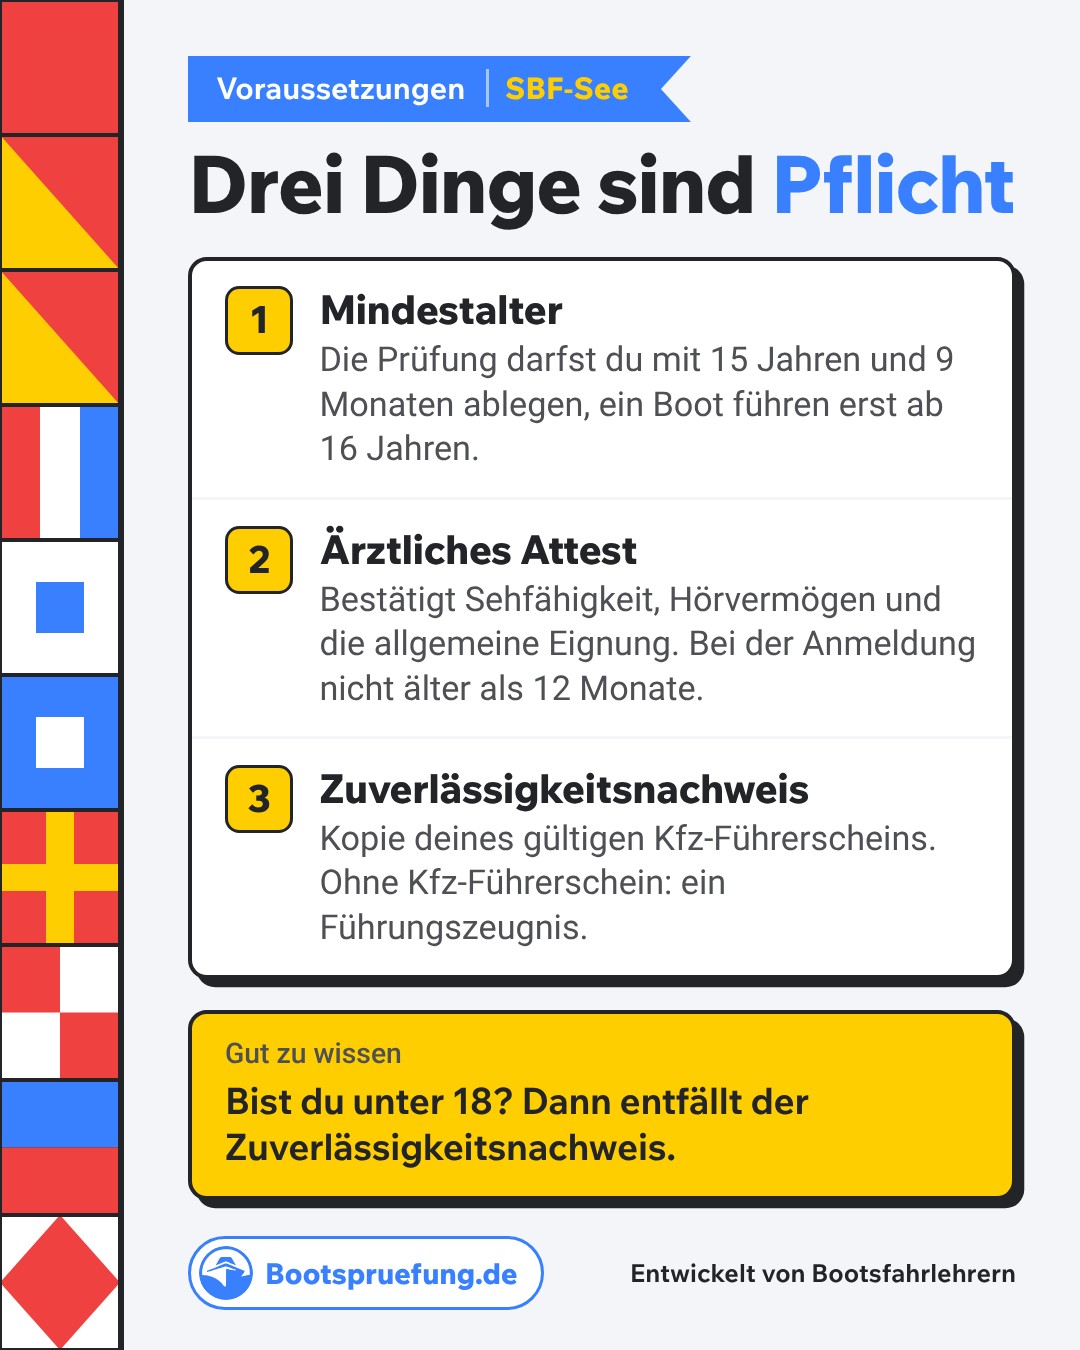 Voraussetzungen | SBF-See
Drei Dinge sind Pflicht
1 Mindestalter
Die Prüfung darfst du mit 15 Jahren und 9
Monaten ablegen, ein Boot führen erst ab
16 Jahren.
2 Ärztliches Attest
Bestätigt Sehfähigkeit, Hörvermögen und
die allgemeine Eignung. Bei der Anmeldung
nicht älter als 12 Monate.
3 Zuverlässigkeitsnachweis
Kopie deines gültigen Kfz-Führerscheins.
Ohne Kfz-Führerschein: ein
Führungszeugnis.
Gut zu wissen
Bist du unter 18? Dann entfällt der
Zuverlässigkeitsnachweis.
Bootspruefung.de
Entwickelt von Bootsfahrlehrern